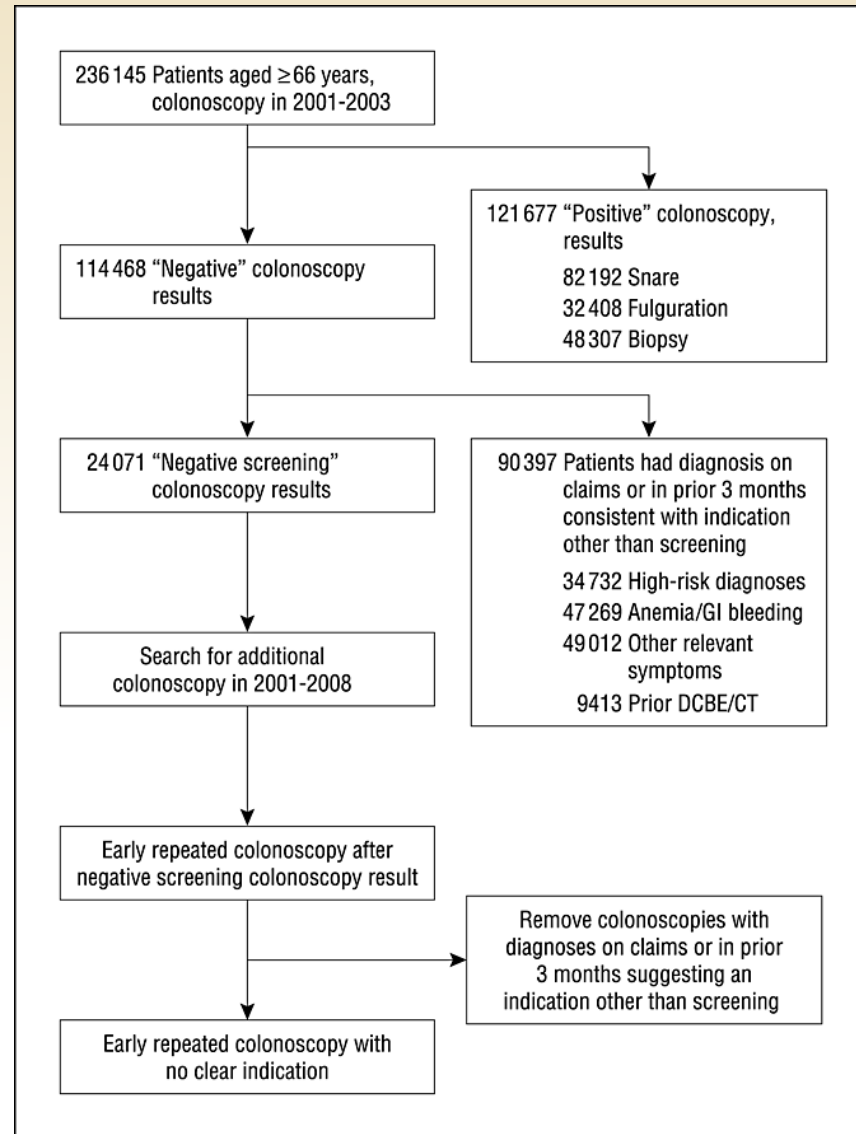 236 145 Patients aged ≥66 years,
colonoscopy in 2001-2003
121 677 “Positive” colonoscopy,
results
82 192 Snare
32 408 Fulguration
48 307 Biopsy
114 468 “Negative” colonoscopy
results
24 071 “Negative screening”
colonoscopy results
90 397 Patients had diagnosis on
claims or in prior 3 months
consistent with indication
other than screening
34 732 High-risk diagnoses
47 269 Anemia/GI bleeding
49 012 Other relevant
symptoms
9413 Prior DCBE/CT
Search for additional
colonoscopy in 2001-2008
Early repeated colonoscopy after
negative screening colonoscopy result
Remove colonoscopies with
diagnoses on claims or in prior
3 months suggesting an
indication other than screening
Early repeated colonoscopy with
no clear indication